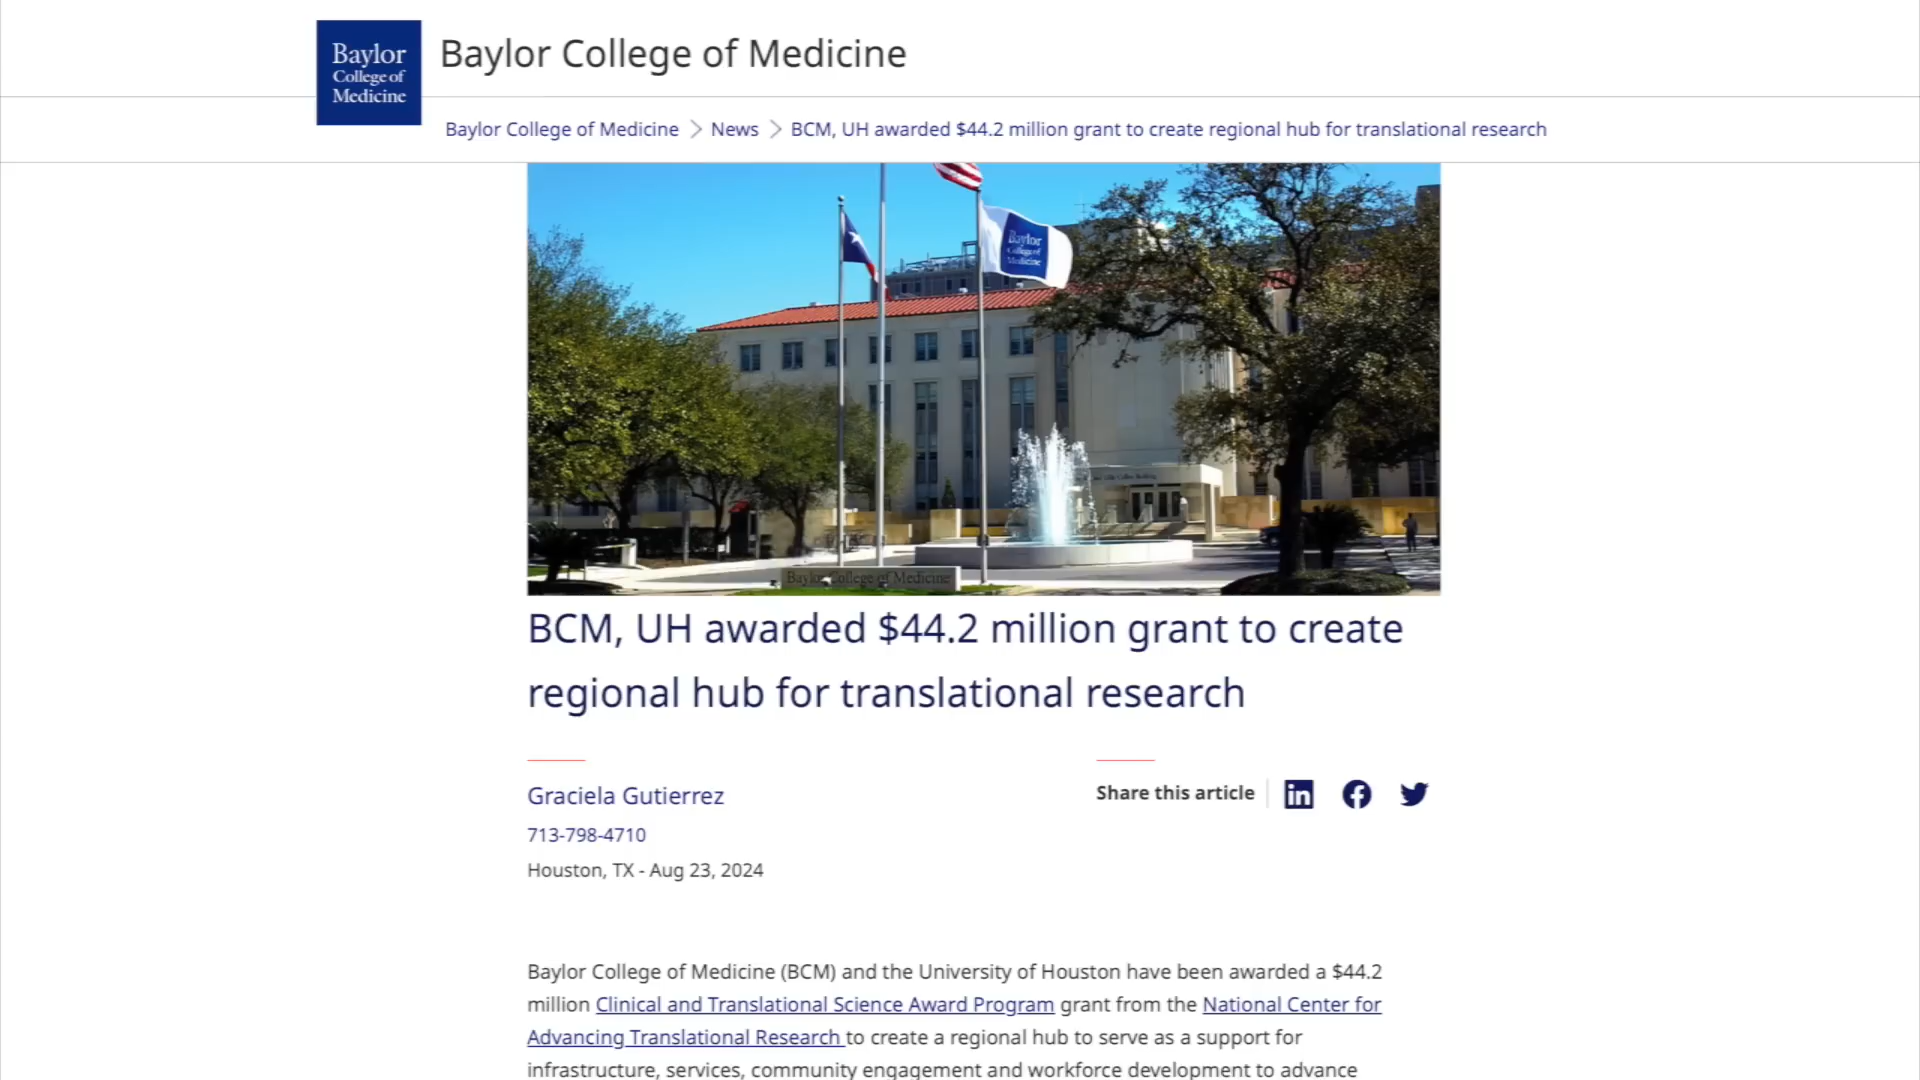 Baylor
College of
Medicine
Baylor College of Medicine
Baylor College of Medicine > News > BCM, UH awarded $44.2 million grant to create regional hub for translational research
Baylor
College of
Medicine
Baylor College of Medicine
BCM, UH awarded $44.2 million grant to create
regional hub for translational research
Graciela Gutierrez
713-798-4710
Houston, TX - Aug 23, 2024
Share this article
Baylor College of Medicine (BCM) and the University of Houston have been awarded a $44.2
million Clinical and Translational Science Award Program grant from the National Center for
Advancing Translational Research to create a regional hub to serve as a support for
infrastructure, services, community engagement and workforce development to advance